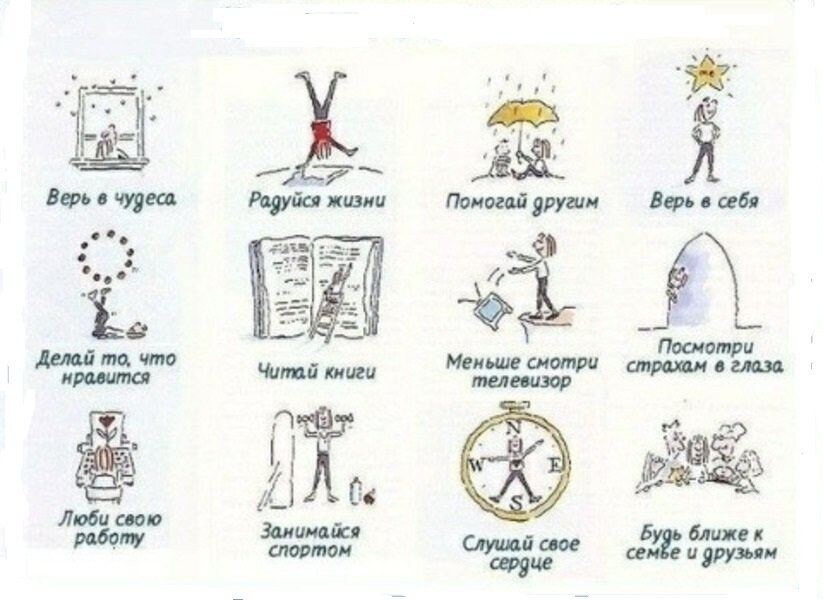 me
Верь в чудеса
Радуйся жизни
Помогай другим
Верь в себя
Делай то, что
нравится
Читай книги
Меньше смотри
телевизор
Посмотри
страхам в глаза
N
W
E
S
Люби свою
работу
Занимайся
спортом
Слушай свое
сердце
Будь ближе к
семье и друзьям